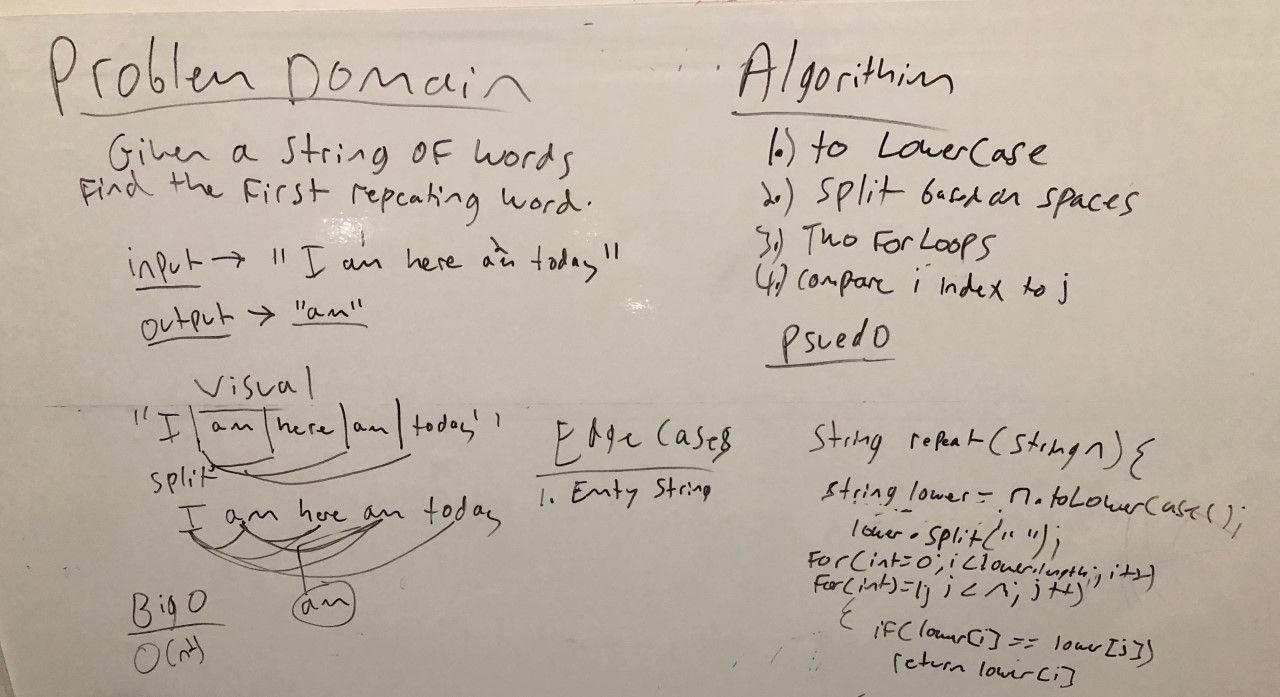 Problem Domain
Given a String OF words
Find the First repeating word.
1 2
input → "I am here am today"
output → "am"
Visual
"I | am | here | am | today"
split
I am here am today
am
Big O
O(n²)
Edge Cases
1. Emty String
Algorithim
1.) to LowerCase
2.) Split based on spaces
3.) Two For Loops
4.) Compare i index to j
Psuedo
String repeat(String n) {
String lower = n.toLowerCase();
lower.split(" ");
For(int=0; i<lower.length; i++)
For(int j=1; j < n; j++)
{
if(lower[i] == lower[j])
return lower[i]